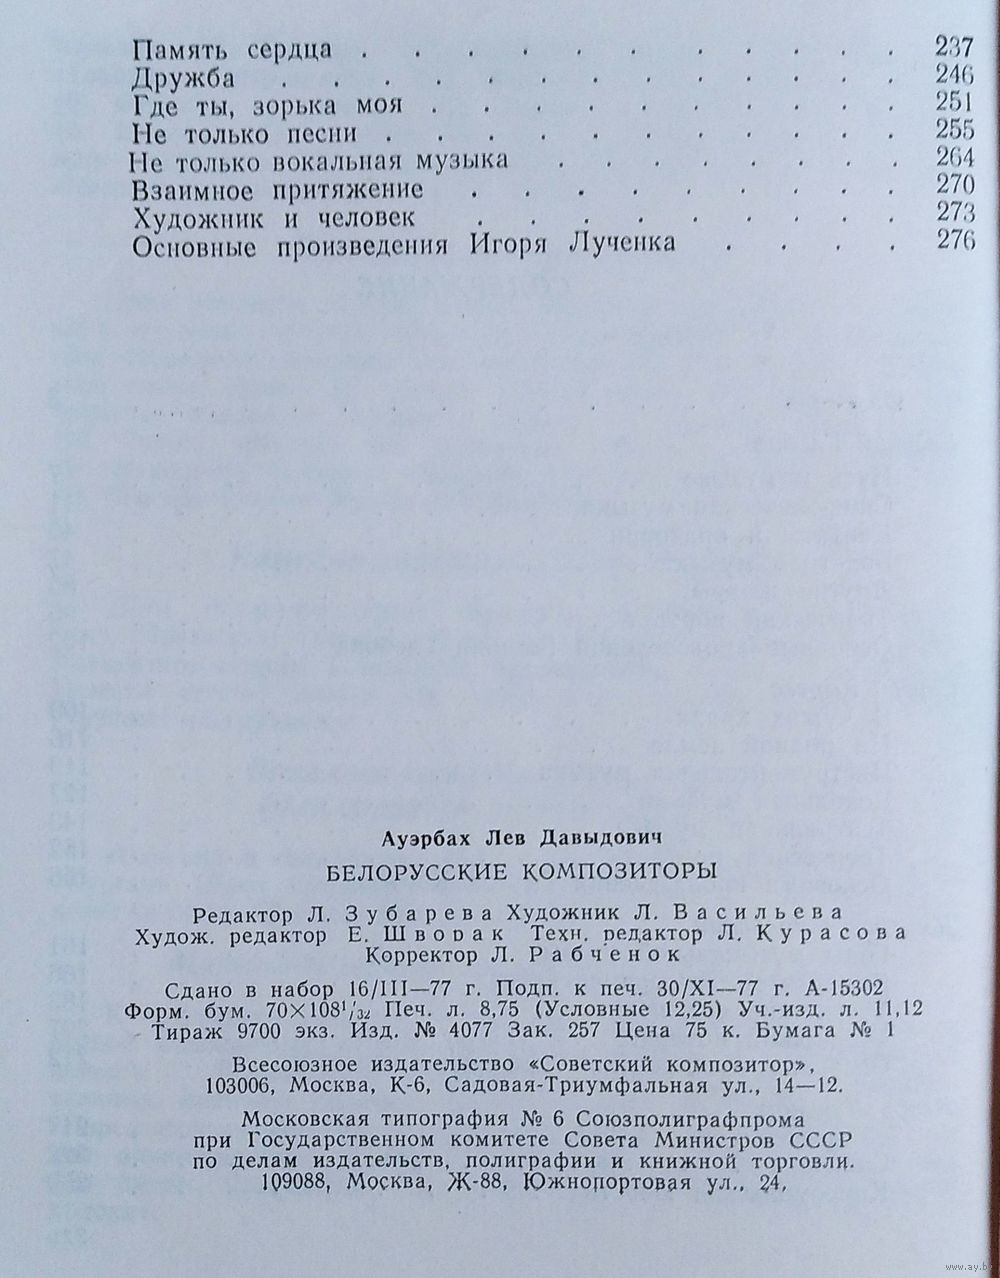 Память сердца . . . . . . . . . . . 237
Дружба . . . . . . . . . . . . . 246
Где ты, зорька моя . . . . . . . . . . 251
Не только песни . . . . . . . . . . . 255
Не только вокальная музыка . . . . . . . 264
Взаимное притяжение . . . . . . . . . 270
Художник и человек . . . . . . . . . 273
Основные произведения Игоря Лученка . . . . 276
Ауэрбах Лев Давыдович
БЕЛОРУССКИЕ КОМПОЗИТОРЫ
Редактор Л. Зубарева Художник Л. Васильева
Худож. редактор Е. Шворак Техн. редактор Л. Курасова
Корректор Л. Рабченок
Сдано в набор 16/III—77 г. Подп. к печ. 30/XI—77 г. А-15302
Форм. бум. 70×108¹/₃₂ Печ. л. 8,75 (Условные 12,25) Уч.-изд. л. 11,12
Тираж 9700 экз. Изд. № 4077 Зак. 257 Цена 75 к. Бумага № 1
Всесоюзное издательство «Советский композитор»,
103006, Москва, К-6, Садовая-Триумфальная ул., 14—12.
Московская типография № 6 Союзполиграфпрома
при Государственном комитете Совета Министров СССР
по делам издательств, полиграфии и книжной торговли.
109088, Москва, Ж-88, Южнопортовая ул., 24.
www.ay.by